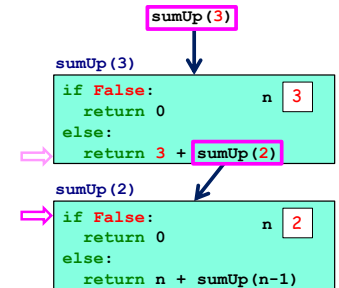 sumUp(3)
sumUp(3)
if False: n 3
return 0
else:
return 3 + sumUp(2)
sumUp(2)
if False: n 2
return 0
else:
return n + sumUp(n-1)